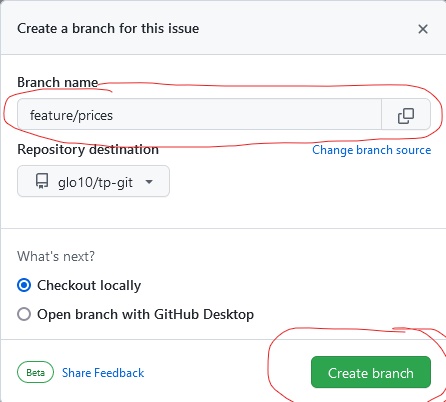 Create a branch for this issue
Branch name
feature/prices
Repository destination Change branch source
glo10/tp-git
What's next?
Checkout locally
Open branch with GitHub Desktop
Beta Share Feedback Create branch